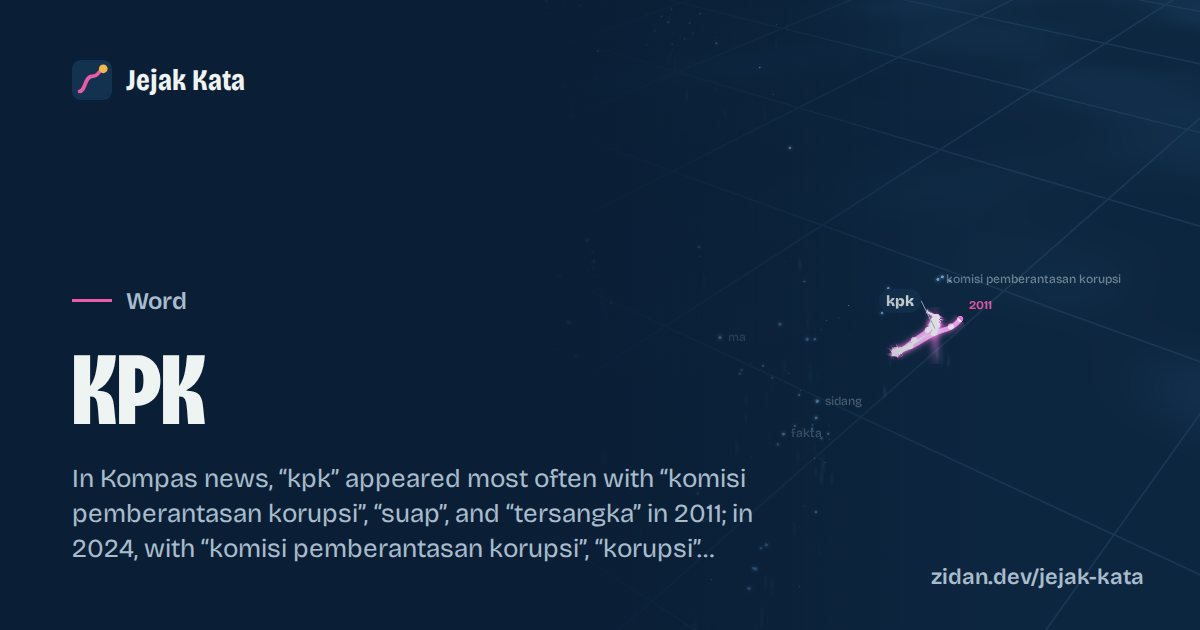 Jejak Kata
Word
KPK
In Kompas news, “kpk” appeared most often with “komisi
pemberantasan korupsi”, “suap”, and “tersangka” in 2011; in
2024, with “komisi pemberantasan korupsi”, “korupsi”...
komisi pemberantasan korupsi
kpk
2011
ma
sidang
fakta
zidan.dev/jejak-kata